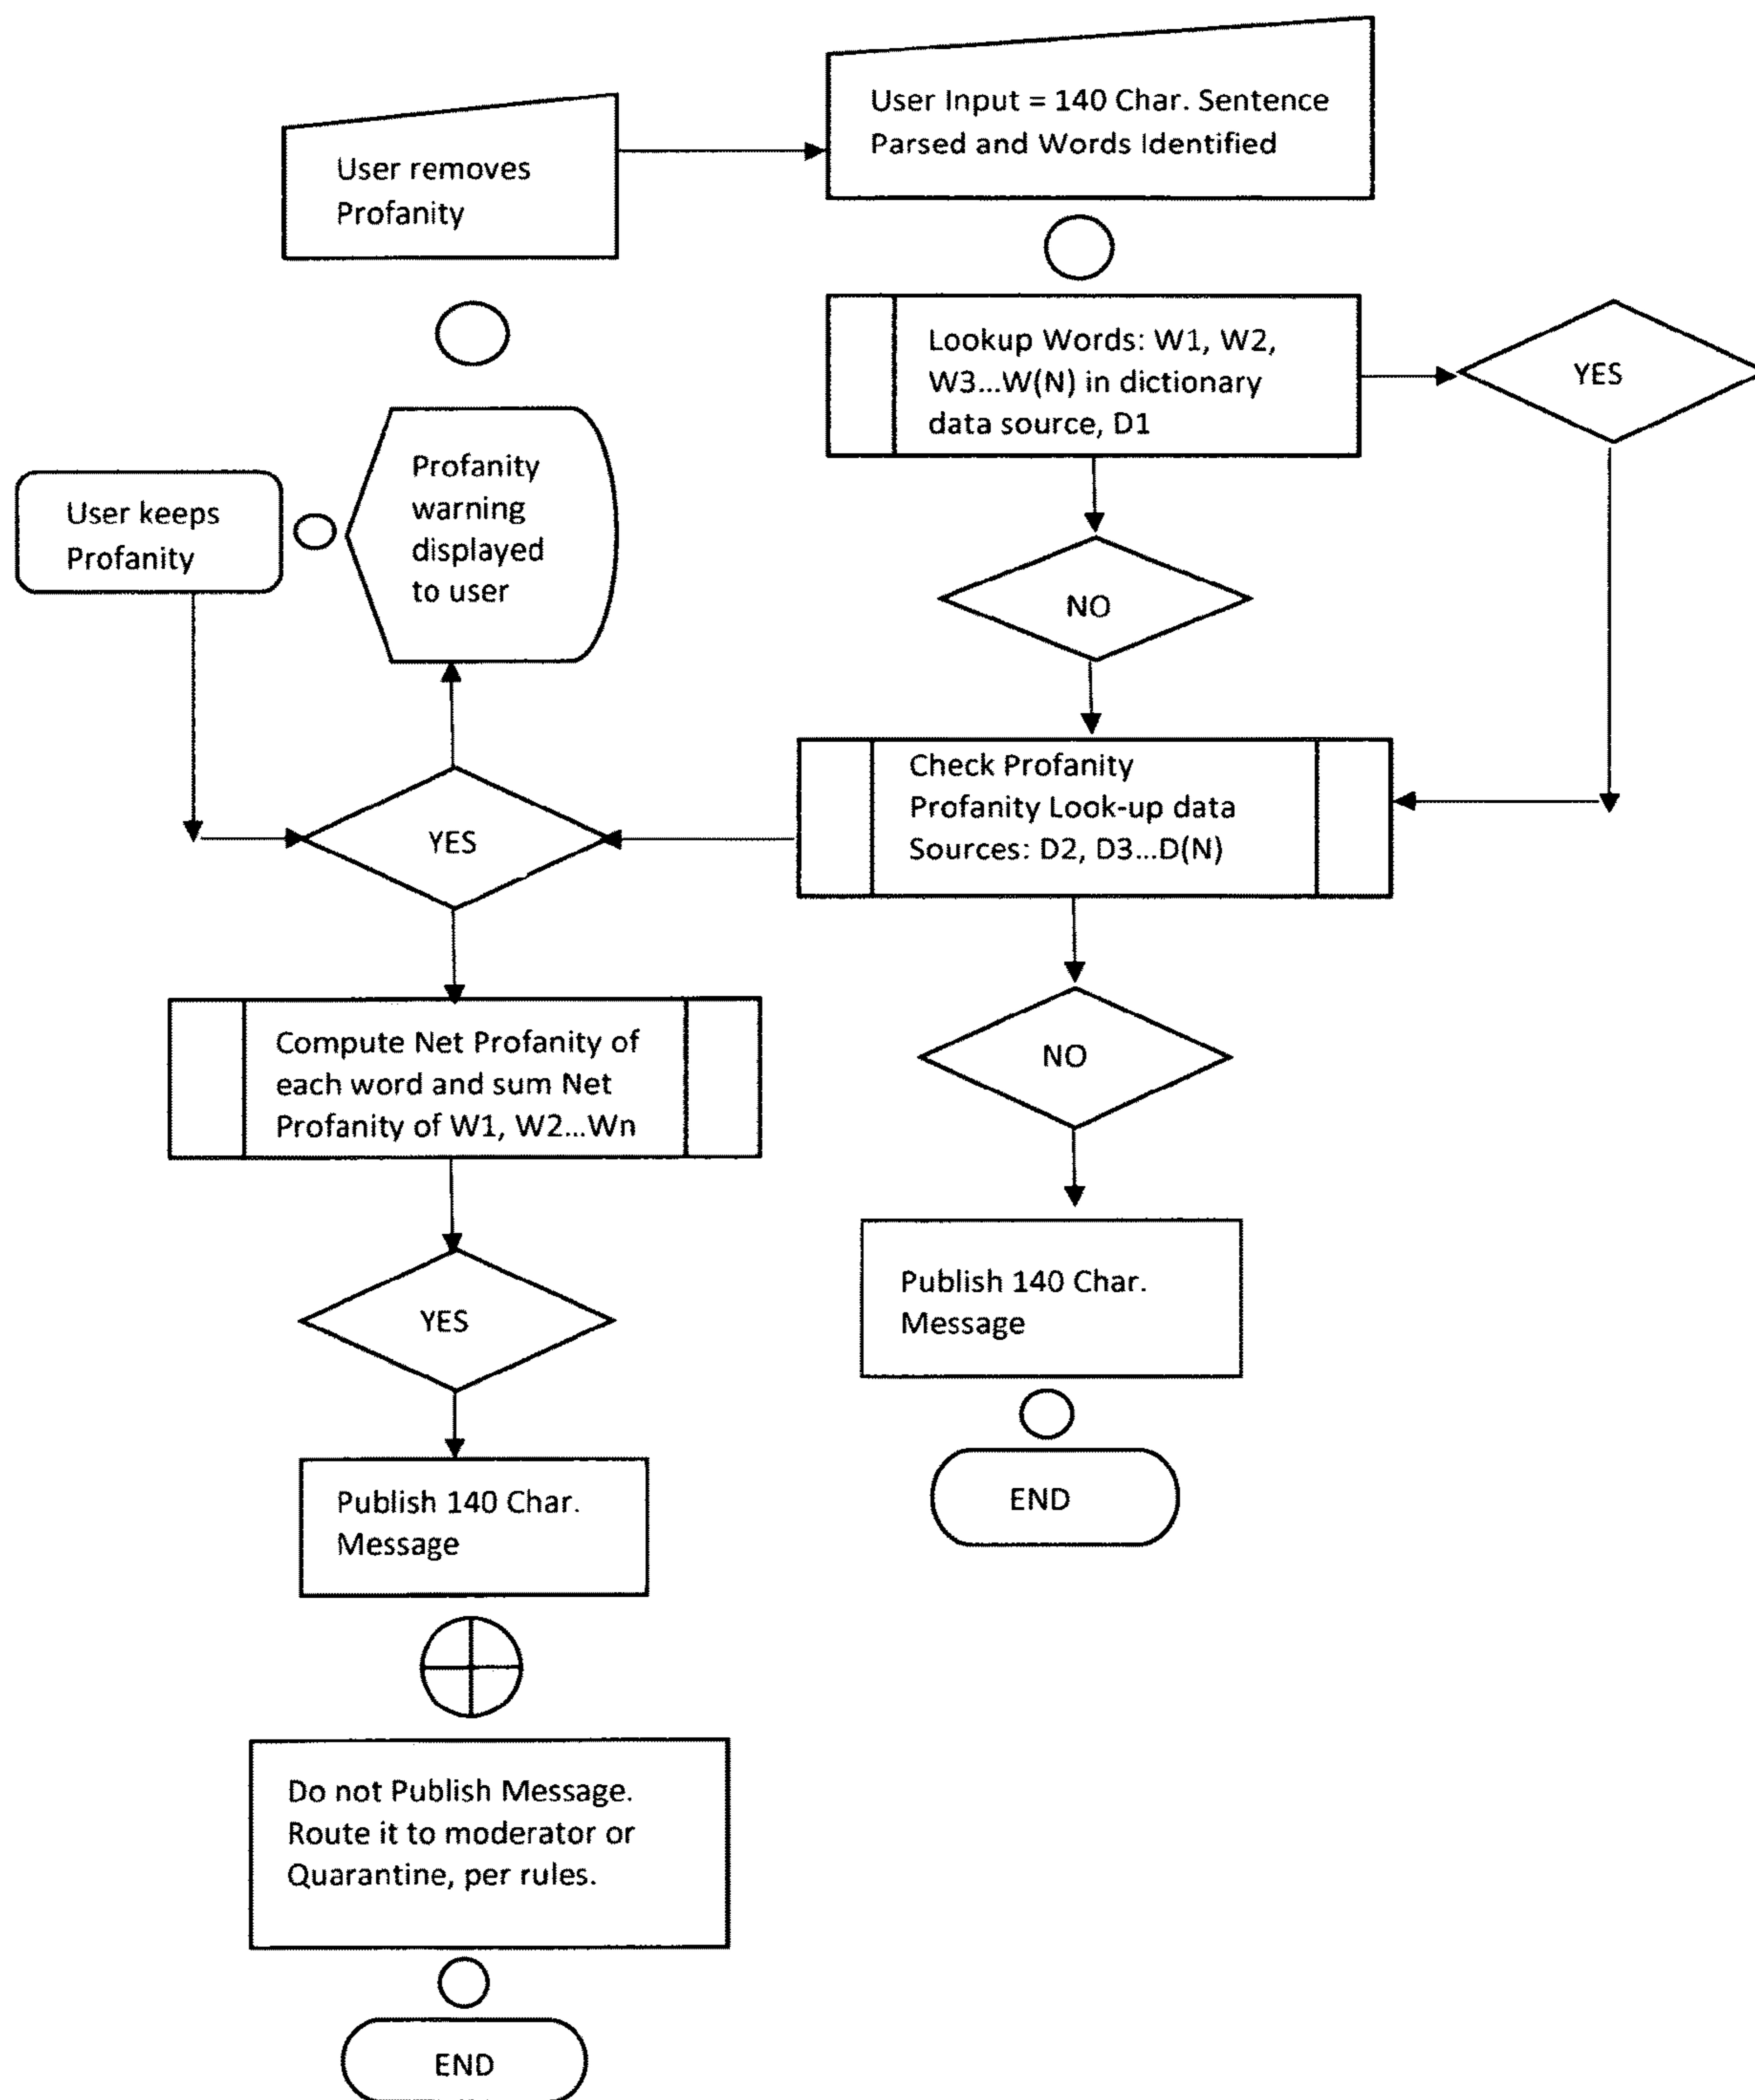 User Input = 140 Char. Sentence
Parsed and Words Identified
User removes
Profanity
Lookup Words: W1, W2,
W3...W(N) in dictionary
data source, D1
YES
Profanity
warning
displayed
to user
User keeps
Profanity
NO
Check Profanity
Profanity Look-up data
Sources: D2, D3...D(N)
YES
Compute Net Profanity of
each word and sum Net
Profanity of W1, W2...Wn
NO
YES
Publish 140 Char.
Message
Publish 140 Char.
Message
END
Do not Publish Message.
Route it to moderator or
Quarantine, per rules.
END